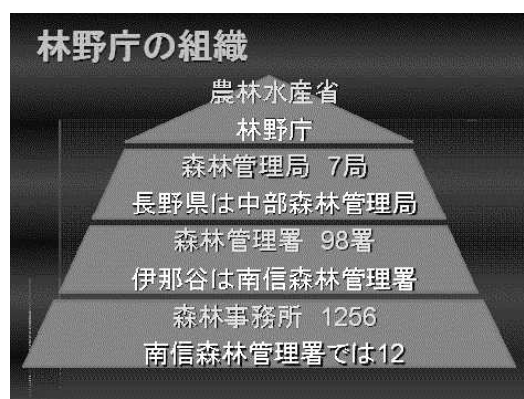 林野庁の組織
農林水産省
林野庁
森林管理局 7局
長野県は中部森林管理局
森林管理署 98署
伊那谷は南信森林管理署
森林事務所 1256
南信森林管理署では12